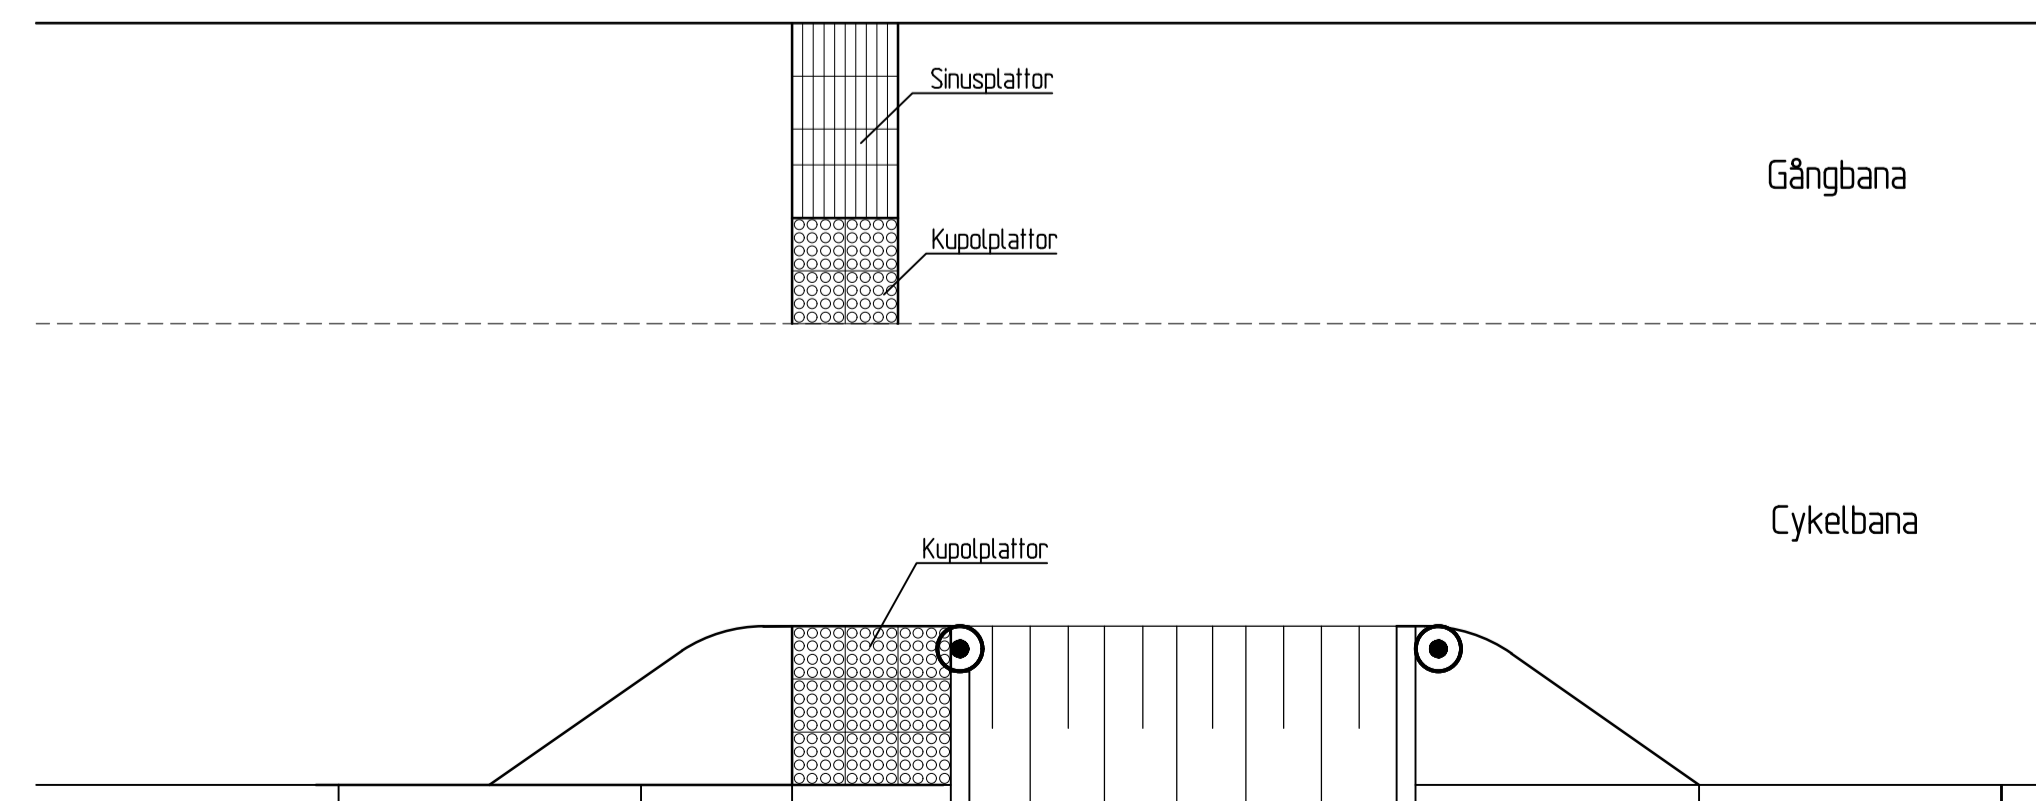 Sinusplattor
Gångbana
Kupolplattor
Cykelbana
Kupolplattor